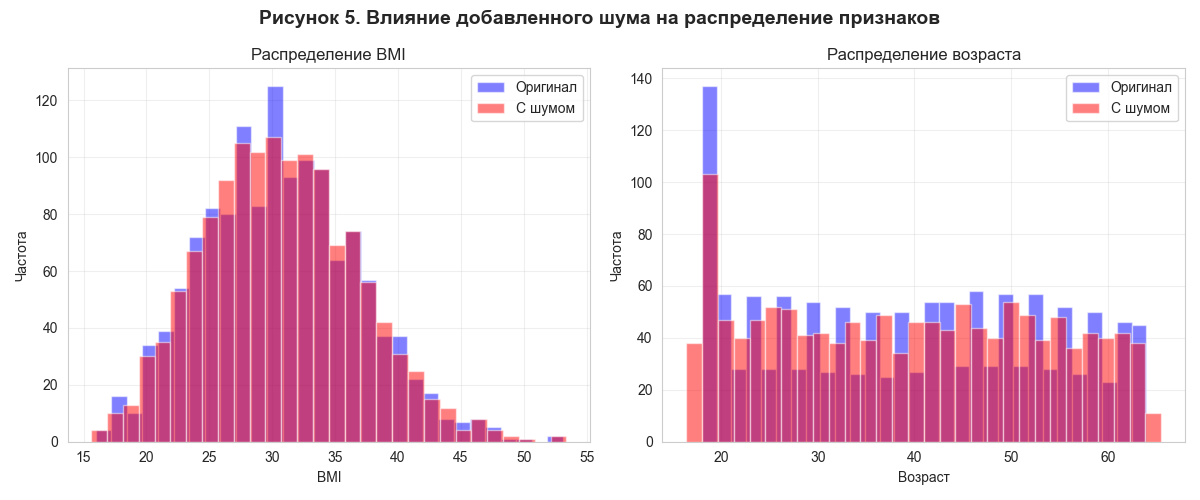 Рисунок 5. Влияние добавленного шума на распределение признаков
Распределение BMI
Оригинал
С шумом
Частота
120
100
80
60
40
20
0
15 20 25 30 35 40 45 50 55
BMI
Распределение возраста
Оригинал
С шумом
Частота
140
120
100
80
60
40
20
0
20 30 40 50 60
Возраст